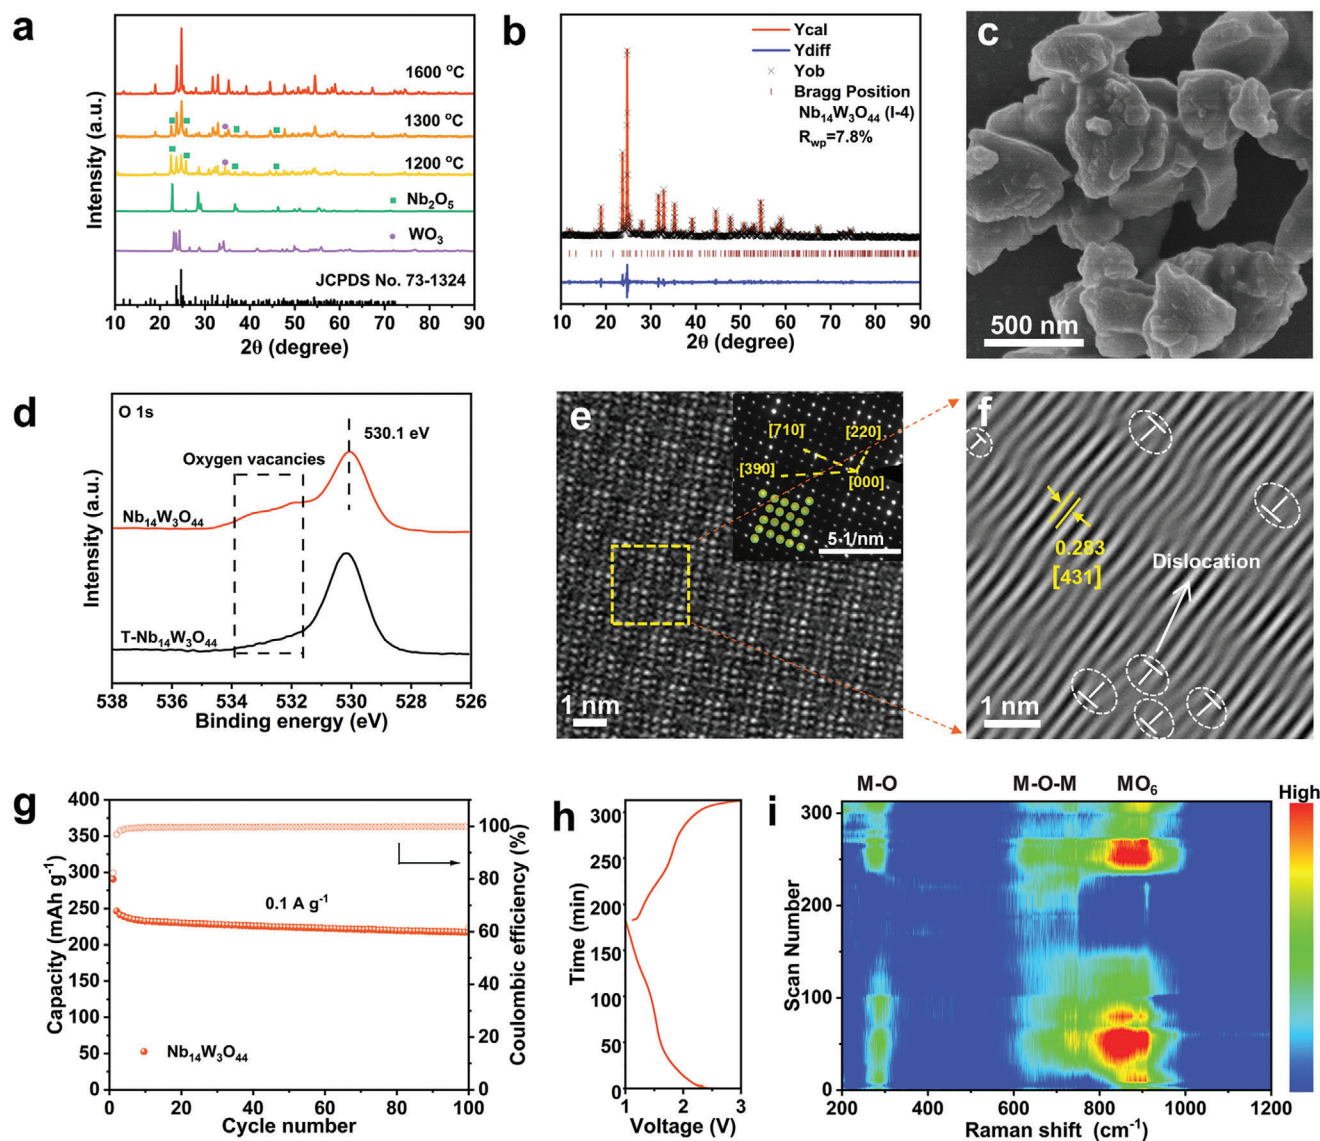 a
1600 °C
1300 °C
1200 °C
Nb₂O₅
WO₃
JCPDS No. 73-1324
Intensity (a.u.)
10 20 30 40 50 60 70 80 90
2θ (degree)
b
Ycal
Ydiff
Yob
Bragg Position
Nb₁₄W₃O₄₄ (I-4)
Rwp=7.8%
10 20 30 40 50 60 70 80 90
2θ (degree)
c
500 nm
d
O 1s
530.1 eV
Oxygen vacancies
Nb₁₄W₃O₄₄
T-Nb₁₄W₃O₄₄
Intensity (a.u.)
538 536 534 532 530 528 526
Binding energy (eV)
e
[710]
[220]
[390]
[000]
5 1/nm
1 nm
f
0.283
[431]
Dislocation
1 nm
g
400
350
300
250
200
150
100
50
0
Capacity (mAh g⁻¹)
0.1 A g⁻¹
Nb₁₄W₃O₄₄
100
80
60
40
20
0
Coulombic efficiency (%)
0 20 40 60 80 100
Cycle number
h
300
250
200
150
100
50
0
Time (min)
1 2 3
Voltage (V)
i
M-O M-O-M MO₆
High
300
200
100
0
Scan Number
200 400 600 800 1000 1200
Raman shift (cm⁻¹)